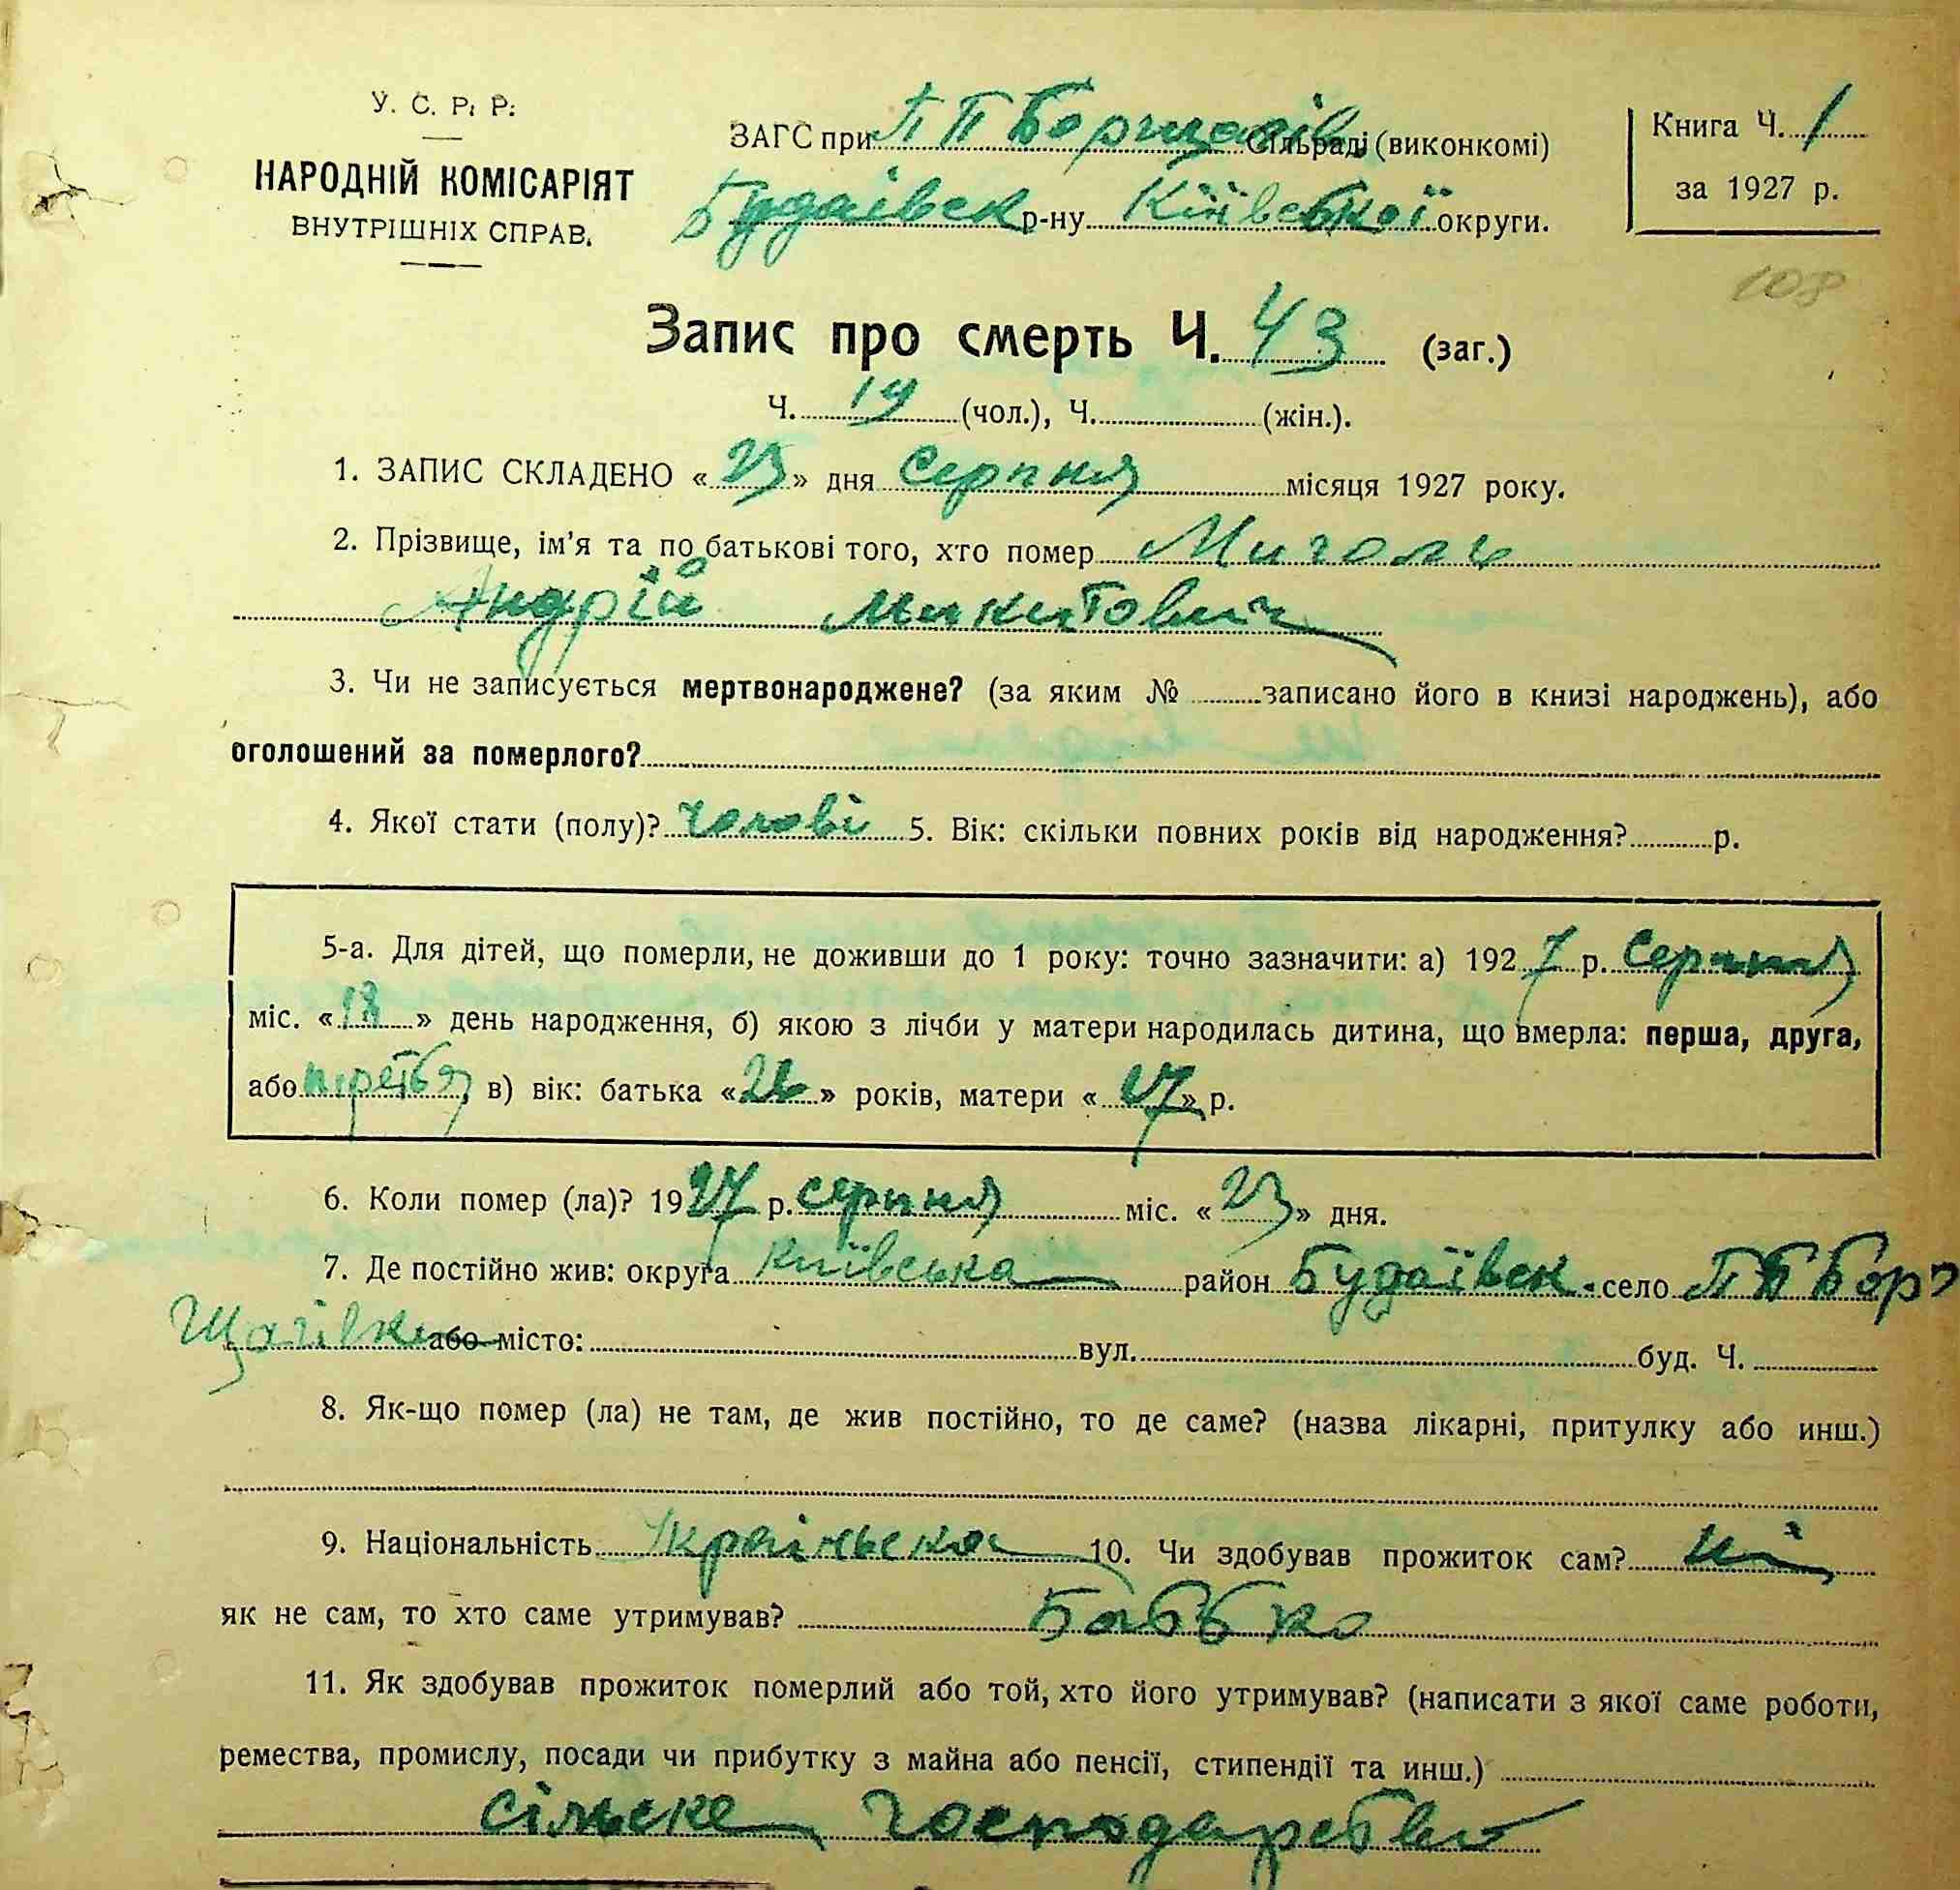 У. С. Р. Р.
НАРОДНІЙ КОМІСАРІЯТ
ВНУТРІШНІХ СПРАВ.
ЗАГС при П П Борщагів Сільраді (виконкомі)
Будаівск р-ну Київської округи.
Книга Ч. 1
за 1927 р.
108
Запис про смерть Ч. 43 (заг.)
Ч. 19 (чол.), Ч. (жін.).
1. ЗАПИС СКЛАДЕНО « 23 » дня Серпня місяця 1927 року.
2. Прізвище, ім'я та по батькові того, хто помер
Андрій Микитович
3. Чи не записується мертвонароджене? (за яким № записано його в книзі народжень), або
оголошений за померлого?
4. Якої стати (полу)? чолові 5. Вік: скільки повних років від народження? р.
5-а. Для дітей, що померли, не доживши до 1 року: точно зазначити: а) 1927 р. Серпня
міс. « 18 » день народження, б) якою з лічби у матери народилась дитина, що вмерла: перша, друга,
або в) вік: батька « » років, матери « 27 » р.
6. Коли помер (ла)? 1927 р. серпня міс. « 23 » дня.
7. Де постійно жив: округа Київська район Будаївск. село П Б Бор
щагівка або місто: вул. буд. Ч.
8. Як-що помер (ла) не там, де жив постійно, то де саме? (назва лікарні, притулку або инш.)
9. Національність Українська 10. Чи здобував прожиток сам? ні
як не сам, то хто саме утримував? Батько
11. Як здобував прожиток померлий або той, хто його утримував? (написати з якої саме роботи,
ремества, промислу, посади чи прибутку з майна або пенсії, стипендії та инш.)
сільске господарство